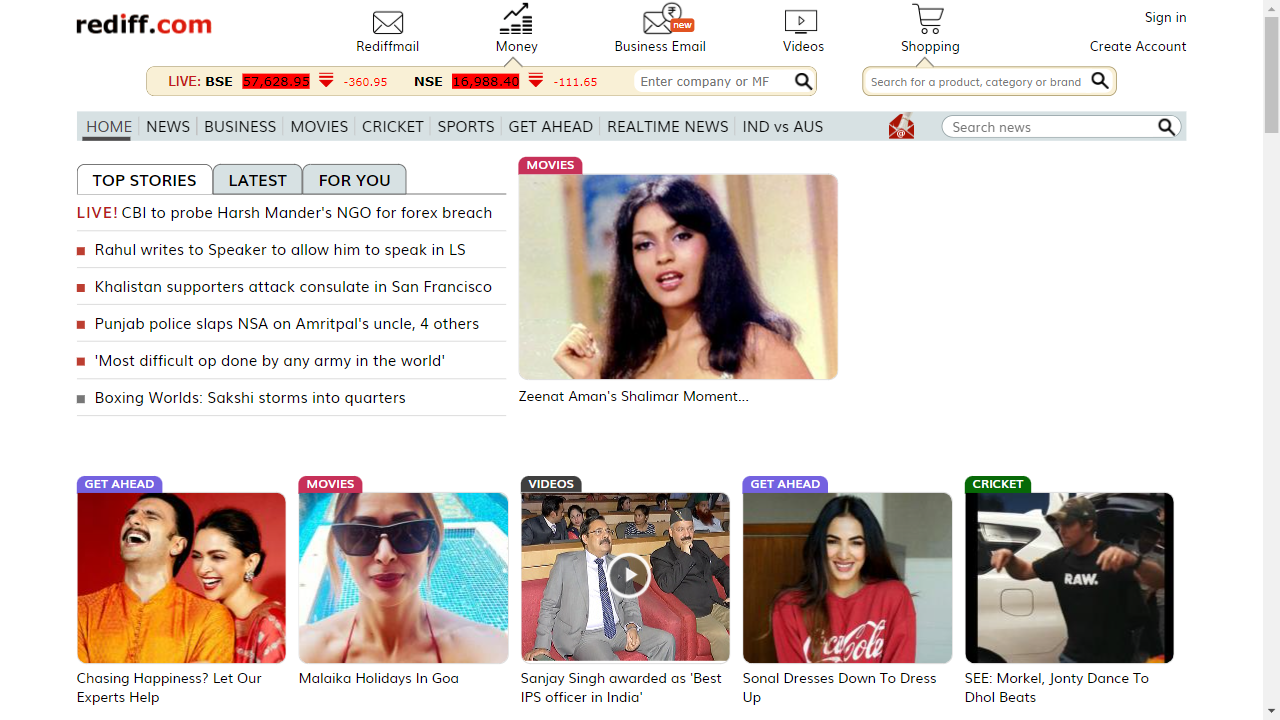 rediff.com
Rediffmail
Money
new
Business Email
Videos
Shopping
Sign in
Create Account
LIVE: BSE 57,628.95 -360.95 NSE 16,988.40 -111.65
Enter company or MF
Search for a product, category or brand
HOME NEWS BUSINESS MOVIES CRICKET SPORTS GET AHEAD REALTIME NEWS IND vs AUS
Search news
TOP STORIES LATEST FOR YOU
LIVE! CBI to probe Harsh Mander's NGO for forex breach
Rahul writes to Speaker to allow him to speak in LS
Khalistan supporters attack consulate in San Francisco
Punjab police slaps NSA on Amritpal's uncle, 4 others
'Most difficult op done by any army in the world'
Boxing Worlds: Sakshi storms into quarters
MOVIES
Zeenat Aman's Shalimar Moment...
GET AHEAD
Chasing Happiness? Let Our
Experts Help
MOVIES
Malaika Holidays In Goa
VIDEOS
Sanjay Singh awarded as 'Best
IPS officer in India'
GET AHEAD
Coca-Cola
Sonal Dresses Down To Dress
Up
CRICKET
RAW.
SEE: Morkel, Jonty Dance To
Dhol Beats